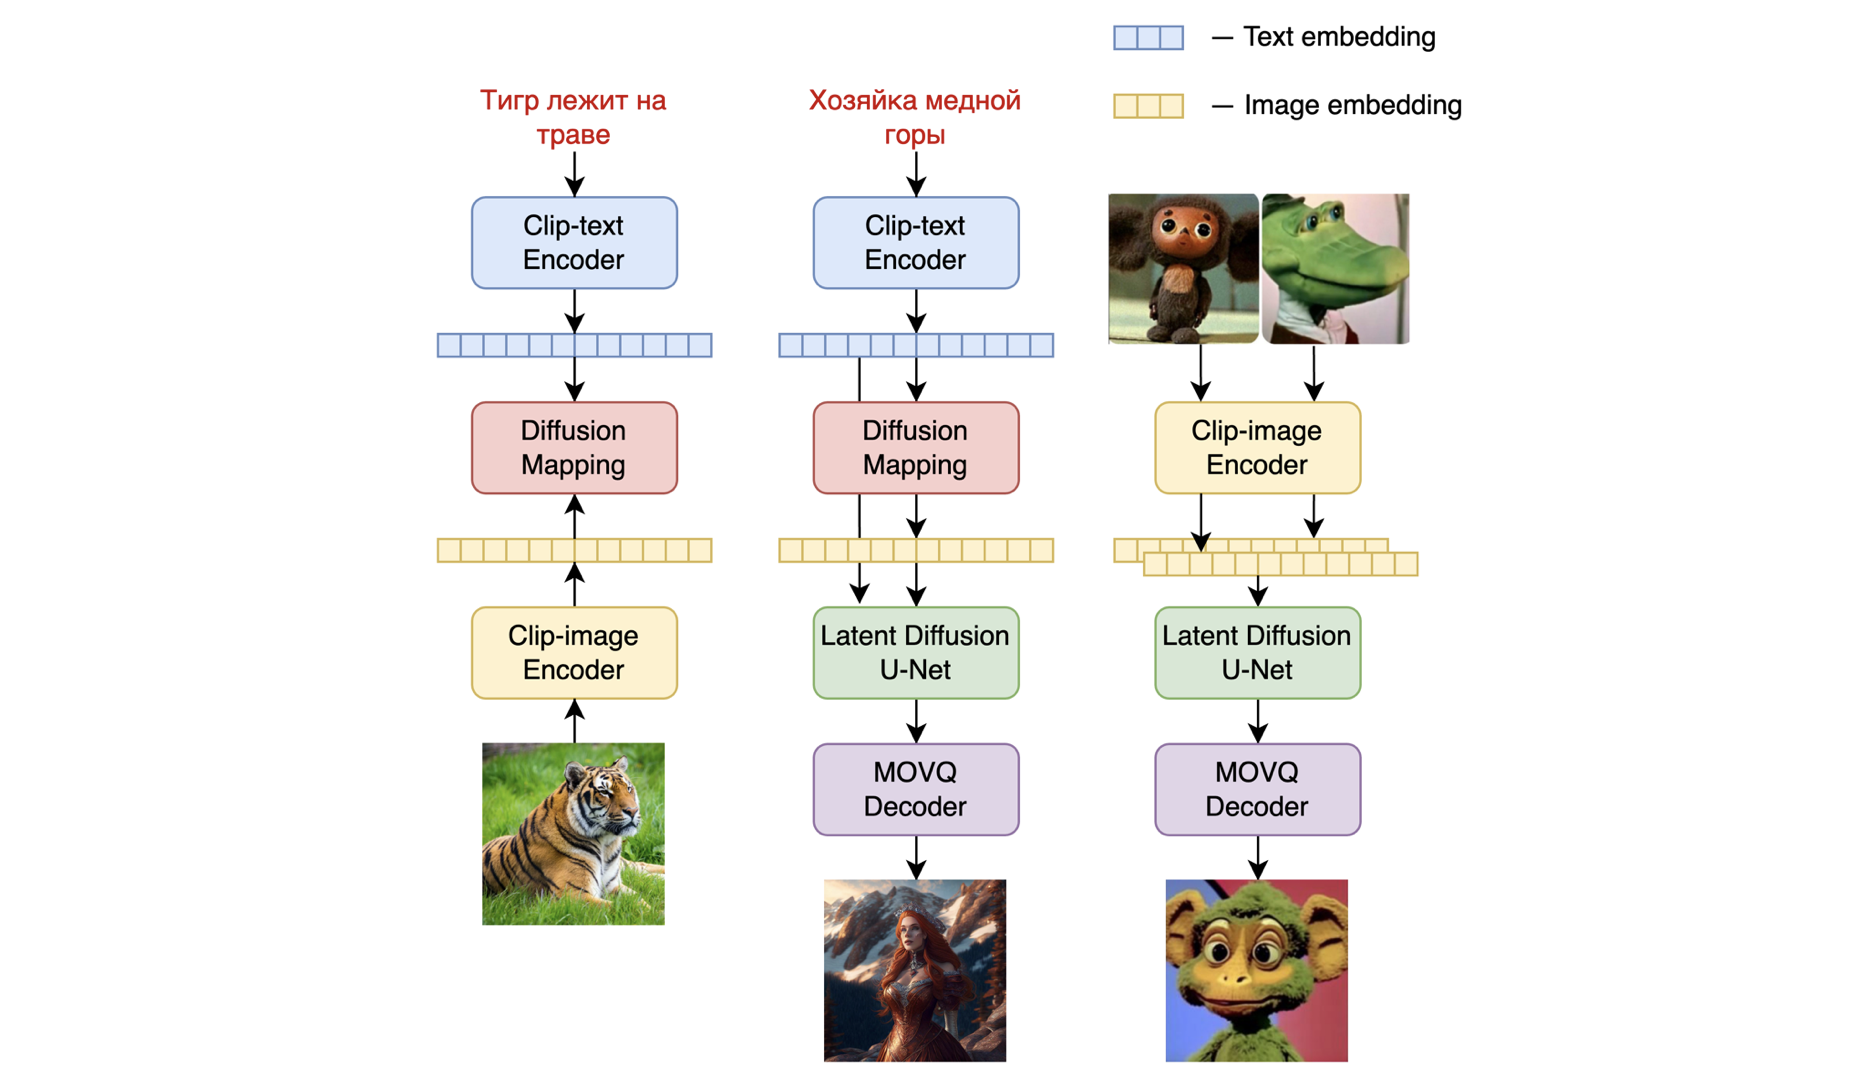 — Text embedding
— Image embedding
Тигр лежит на
траве
Clip-text
Encoder
Diffusion
Mapping
Clip-image
Encoder
Хозяйка медной
горы
Clip-text
Encoder
Diffusion
Mapping
Latent Diffusion
U-Net
MOVQ
Decoder
Clip-image
Encoder
Latent Diffusion
U-Net
MOVQ
Decoder